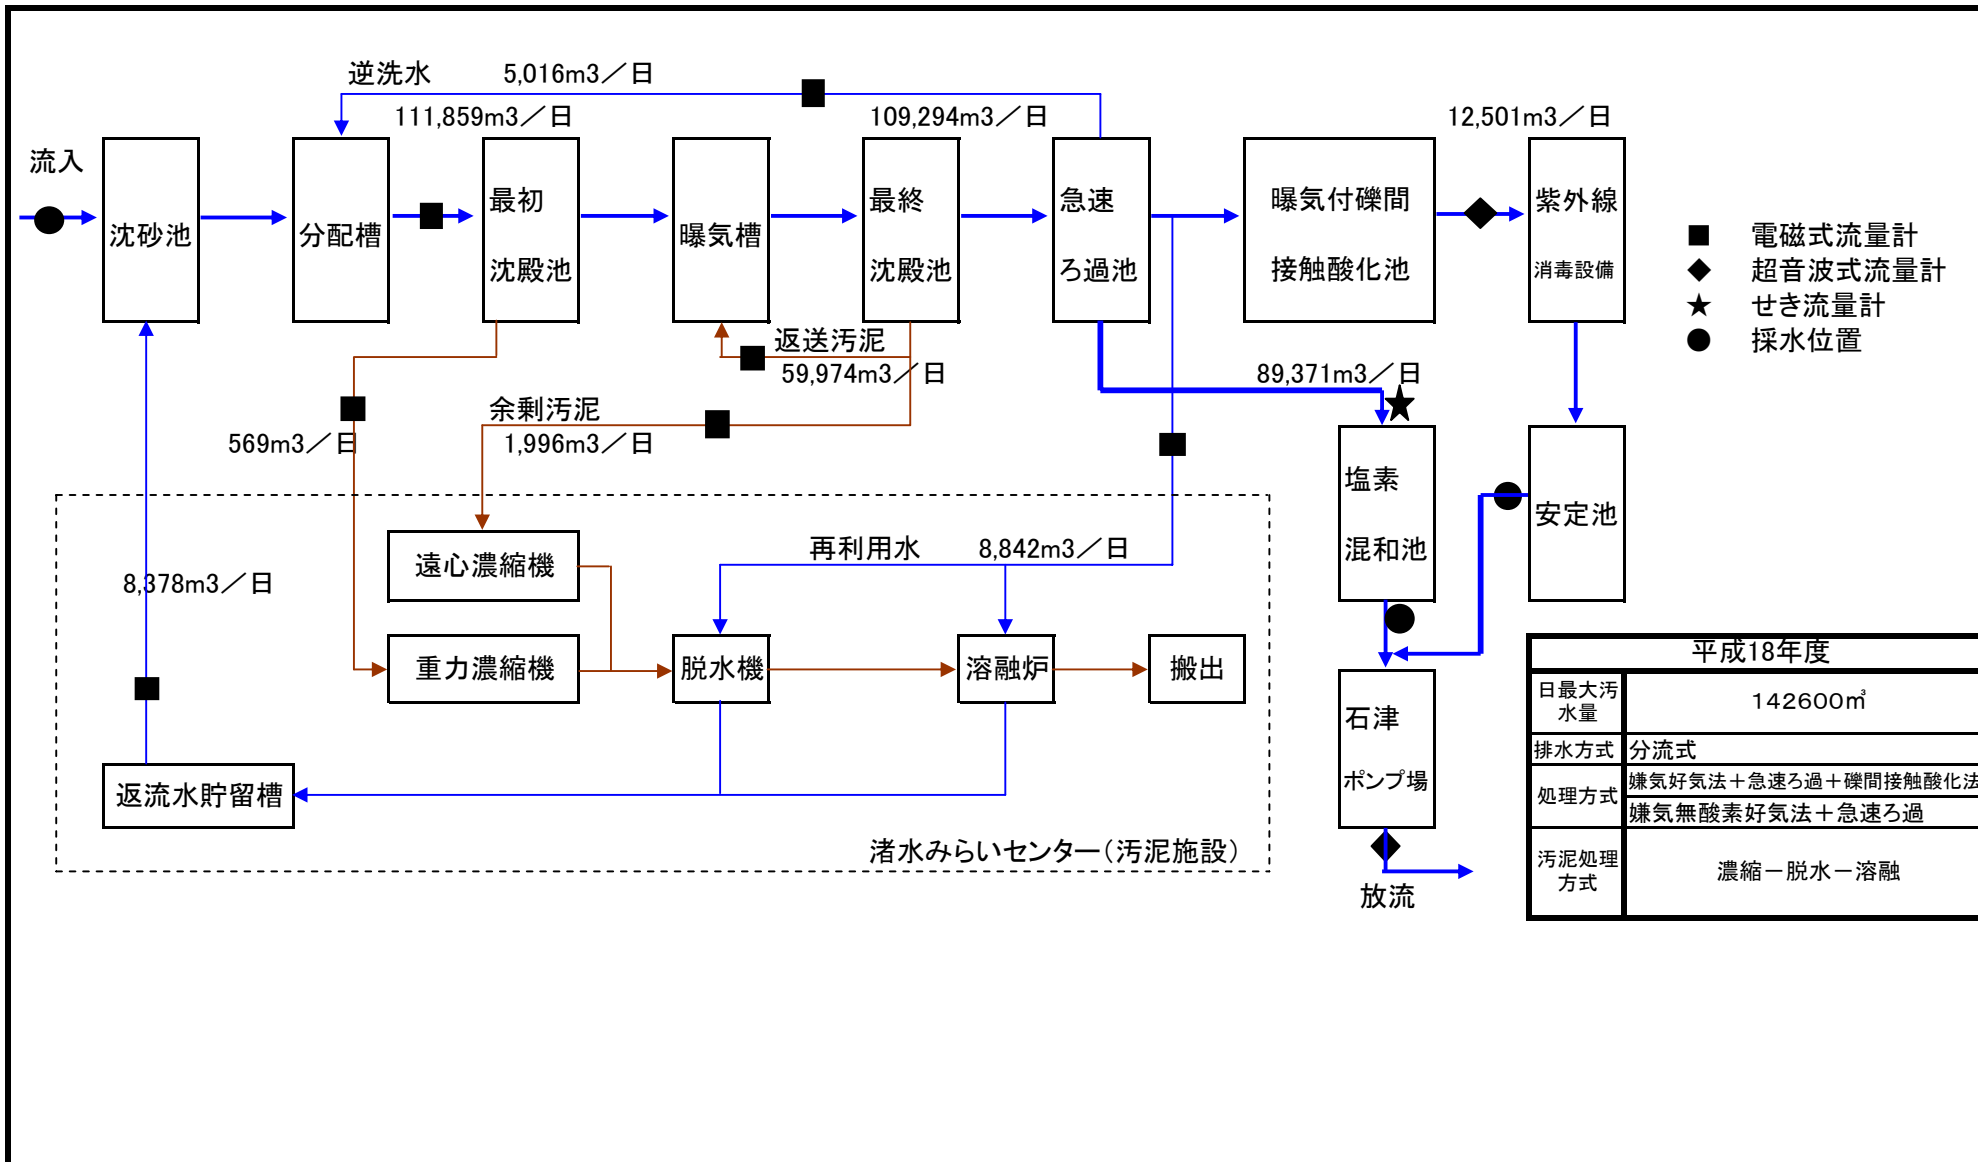 逆洗水 5,016m3／日
111,859m3／日
109,294m3／日
12,501m3／日
流入
沈砂池
分配槽
最初
沈殿池
曝気槽
最終
沈殿池
急速
ろ過池
曝気付礫間
接触酸化池
紫外線
消毒設備
■ 電磁式流量計
◆ 超音波式流量計
★ せき流量計
● 採水位置
返送汚泥
59,974m3／日
89,371m3／日
余剰汚泥
1,996m3／日
569m3／日
塩素
混和池
安定池
遠心濃縮機
再利用水 8,842m3／日
8,378m3／日
重力濃縮機
脱水機
溶融炉
搬出
石津
ポンプ場
返流水貯留槽
渚水みらいセンター（汚泥施設）
放流
平成18年度
日最大汚
水量
142600㎥
排水方式
分流式
処理方式
嫌気好気法＋急速ろ過＋礫間接触酸化法
嫌気無酸素好気法＋急速ろ過
汚泥処理
方式
濃縮－脱水－溶融